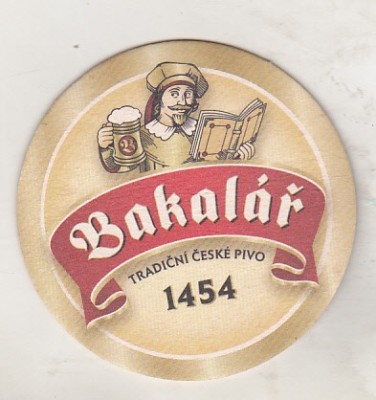 Bakalář
TRADIČNÍ ČESKÉ PIVO
1454